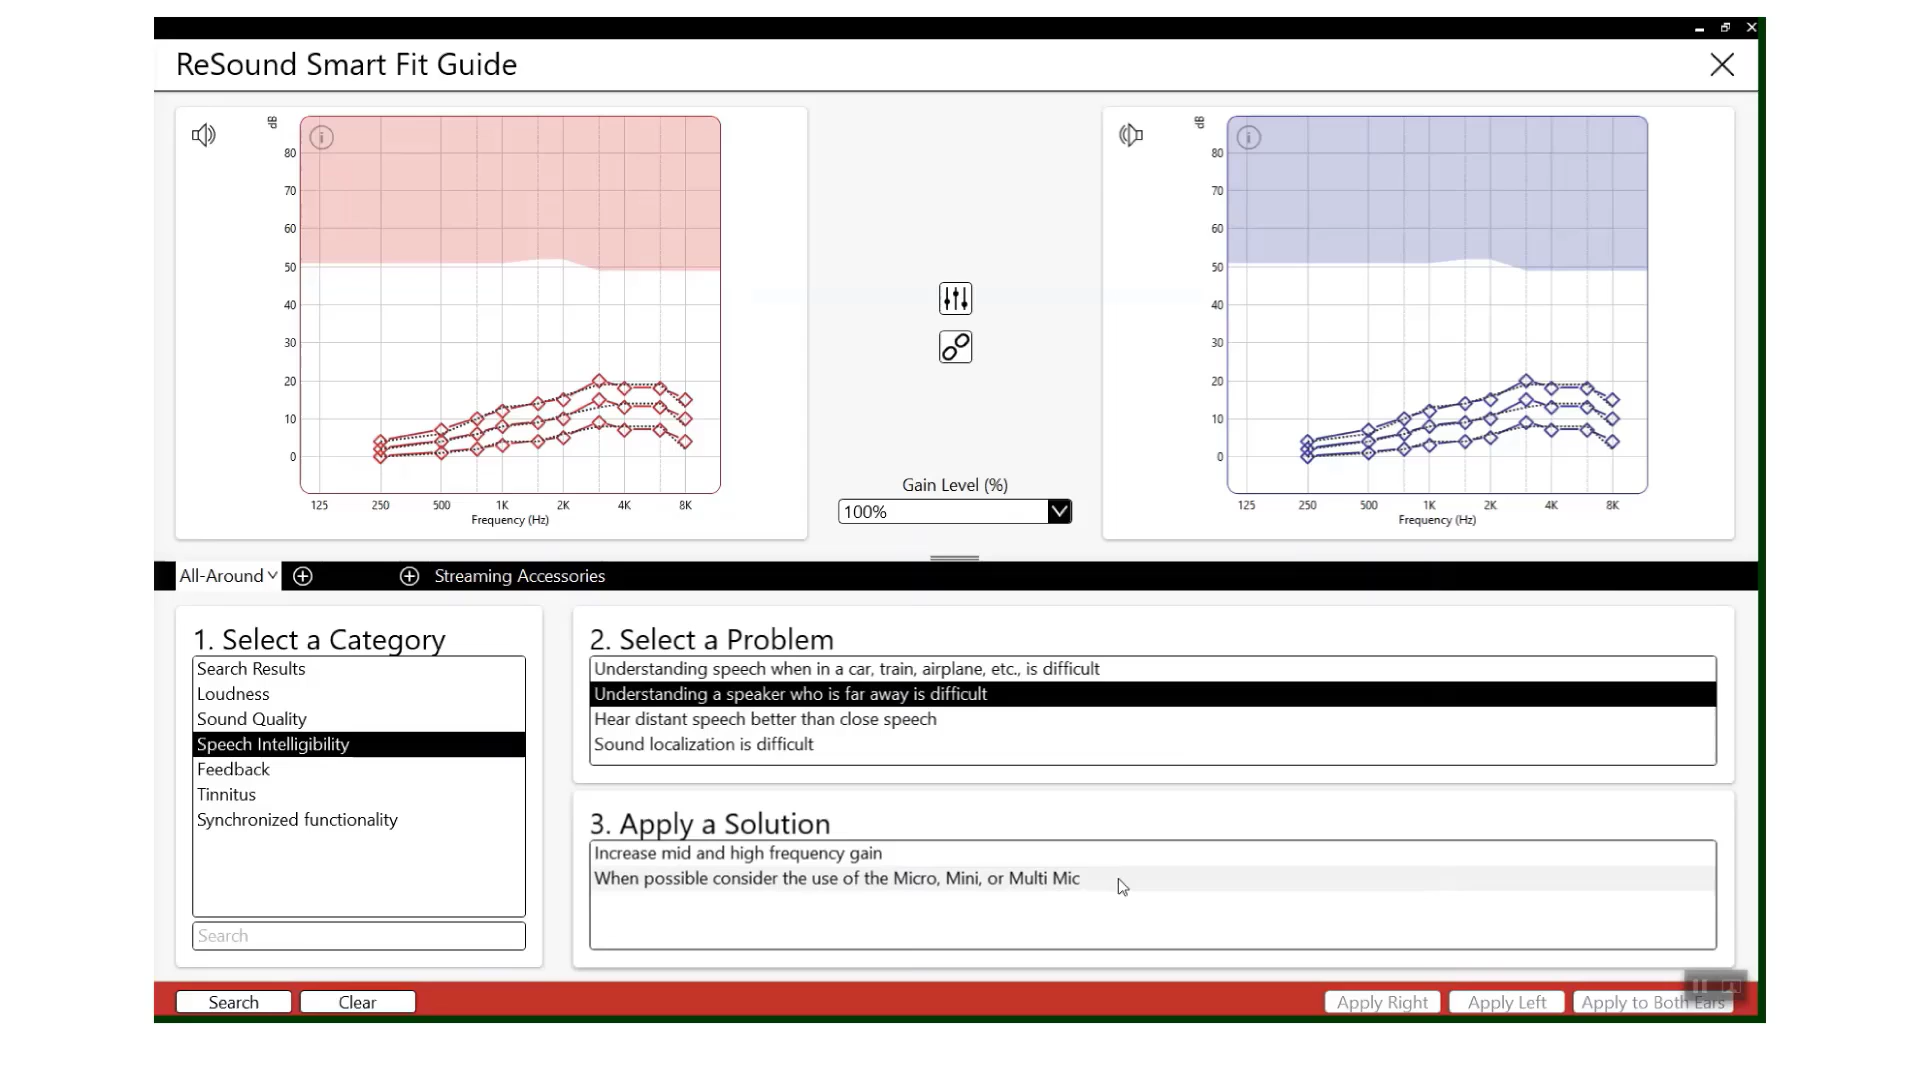 ReSound Smart Fit Guide
dB
80
70
60
50
40
30
20
10
0
125 250 500 1K 2K 4K 8K
Frequency (Hz)
Gain Level (%)
100%
dB
80
70
60
50
40
30
20
10
0
125 250 500 1K 2K 4K 8K
Frequency (Hz)
All-Around
Streaming Accessories
1. Select a Category
Search Results
Loudness
Sound Quality
Speech Intelligibility
Feedback
Tinnitus
Synchronized functionality
Search
2. Select a Problem
Understanding speech when in a car, train, airplane, etc., is difficult
Understanding a speaker who is far away is difficult
Hear distant speech better than close speech
Sound localization is difficult
3. Apply a Solution
Increase mid and high frequency gain
When possible consider the use of the Micro, Mini, or Multi Mic
Search
Clear
Apply Right
Apply Left
Apply to Both Ears